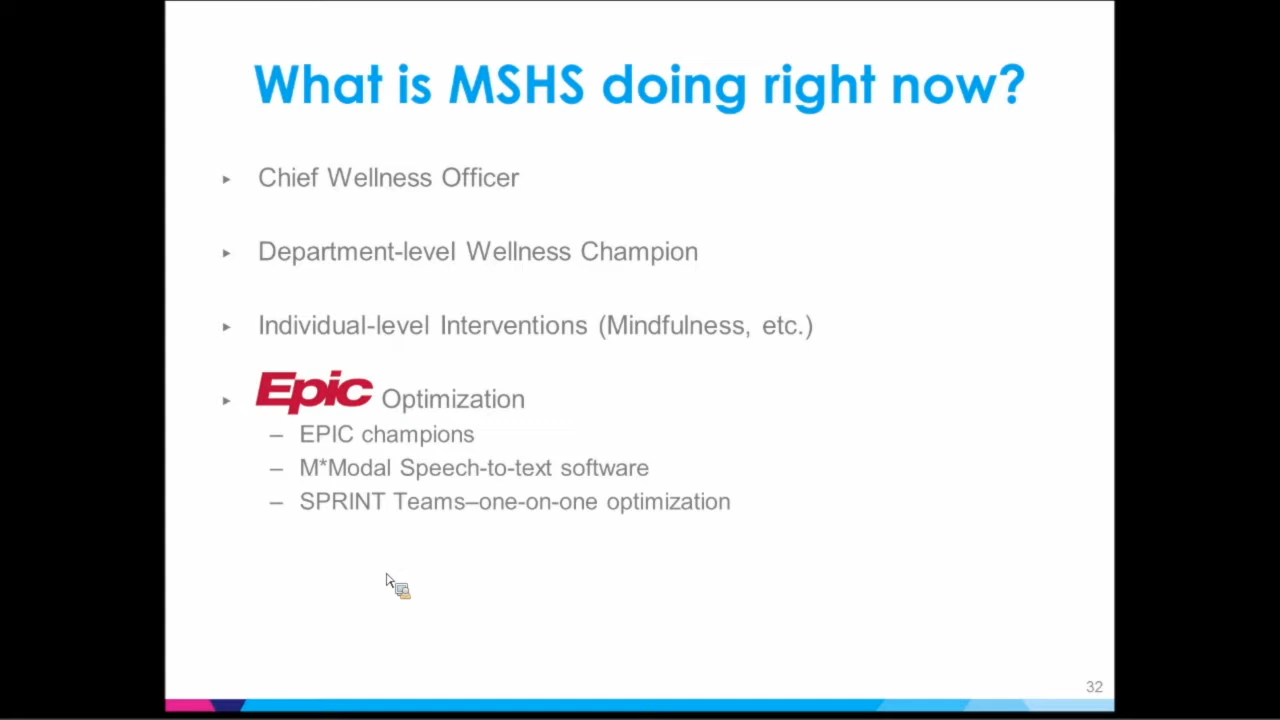 What is MSHS doing right now?
Chief Wellness Officer
Department-level Wellness Champion
Individual-level Interventions (Mindfulness, etc.)
Epic Optimization
– EPIC champions
– M*Modal Speech-to-text software
– SPRINT Teams–one-on-one optimization
32